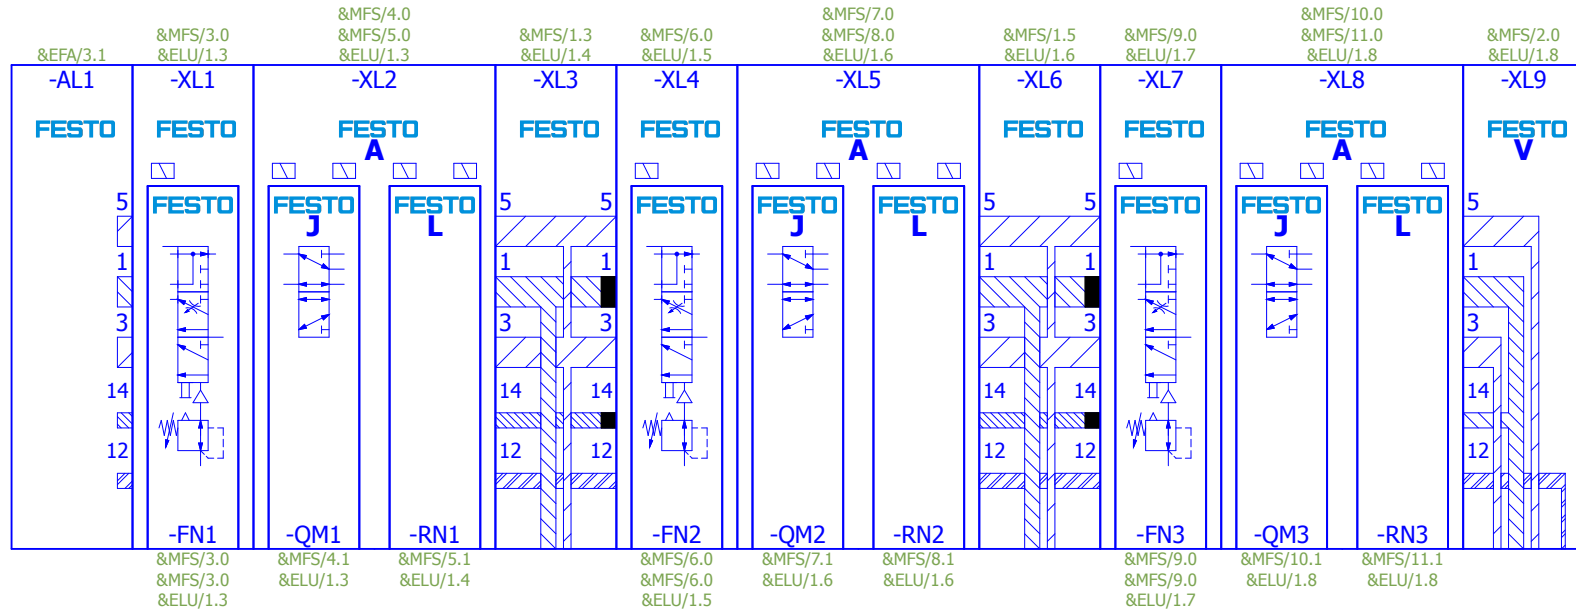 &MFS/4.0 &MFS/7.0 &MFS/10.0
&MFS/3.0 &MFS/5.0 &MFS/1.3 &MFS/6.0 &MFS/8.0 &MFS/1.5 &MFS/9.0 &MFS/11.0 &MFS/2.0
&EFA/3.1 &ELU/1.3 &ELU/1.3 &ELU/1.4 &ELU/1.5 &ELU/1.6 &ELU/1.6 &ELU/1.7 &ELU/1.8 &ELU/1.8
-AL1 -XL1 -XL2 -XL3 -XL4 -XL5 -XL6 -XL7 -XL8 -XL9
FESTO FESTO FESTO FESTO FESTO FESTO FESTO FESTO FESTO FESTO
A A A V
5 FESTO FESTO FESTO 5 5 FESTO FESTO FESTO 5 5 FESTO FESTO FESTO 5
J L J L J L
1 1 1 1 1 1
3 3 3 3 3 3
14 14 14 14 14 14
12 12 12 12 12 12
-FN1 -QM1 -RN1 -FN2 -QM2 -RN2 -FN3 -QM3 -RN3
&MFS/3.0 &MFS/4.1 &MFS/5.1 &MFS/6.0 &MFS/7.1 &MFS/8.1 &MFS/9.0 &MFS/10.1 &MFS/11.1
&MFS/3.0 &ELU/1.3 &ELU/1.4 &MFS/6.0 &ELU/1.6 &ELU/1.6 &MFS/9.0 &ELU/1.8 &ELU/1.8
&ELU/1.3 &ELU/1.5 &ELU/1.7